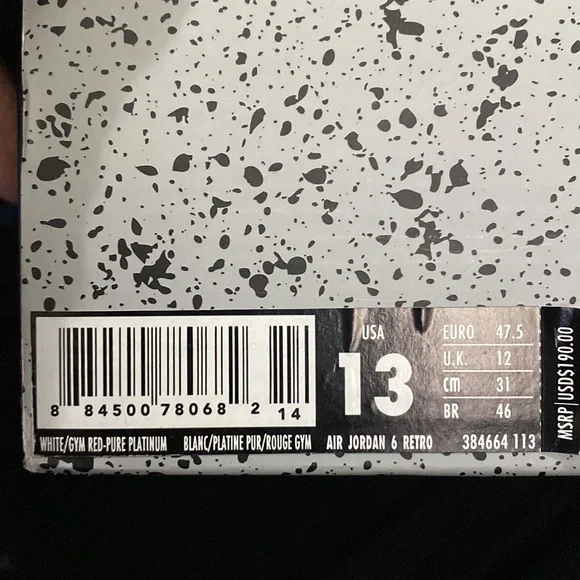 USA
13
EURO 47.5
U.K. 12
cm 31
BR 46
MSRP|USD$190.00
8 84500 78068 2 14
WHITE/GYM RED-PURE PLATINUM BLANC/PLATINE PUR/ROUGE GYM AIR JORDAN 6 RETRO 384664 113